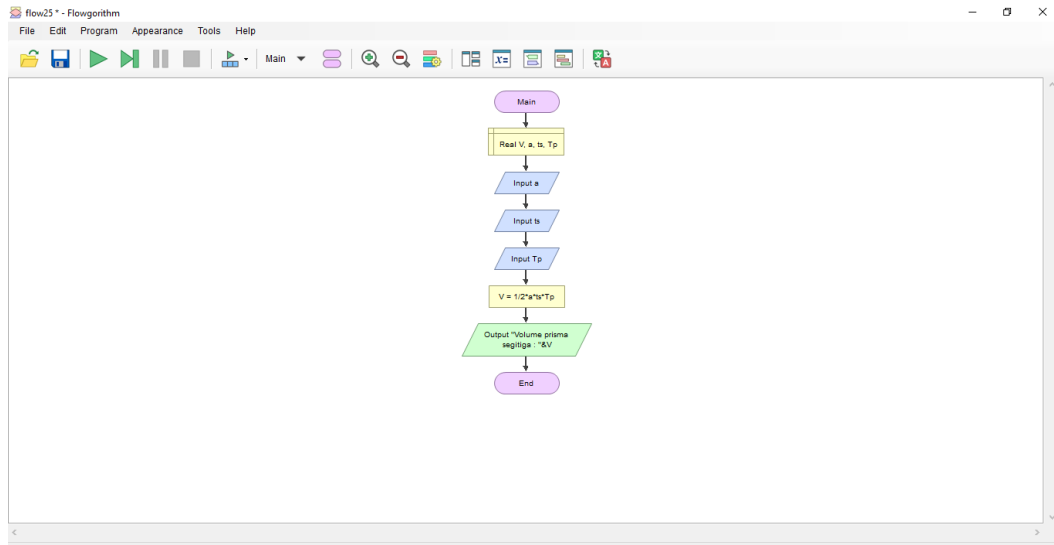 flow25 * - Flowgorithm
File Edit Program Appearance Tools Help
Main
X=
Main
Real V, a, ts, Tp
Input a
Input ts
Input Tp
V = 1/2*a*ts*Tp
Output "Volume prisma
segitiga : "&V
End